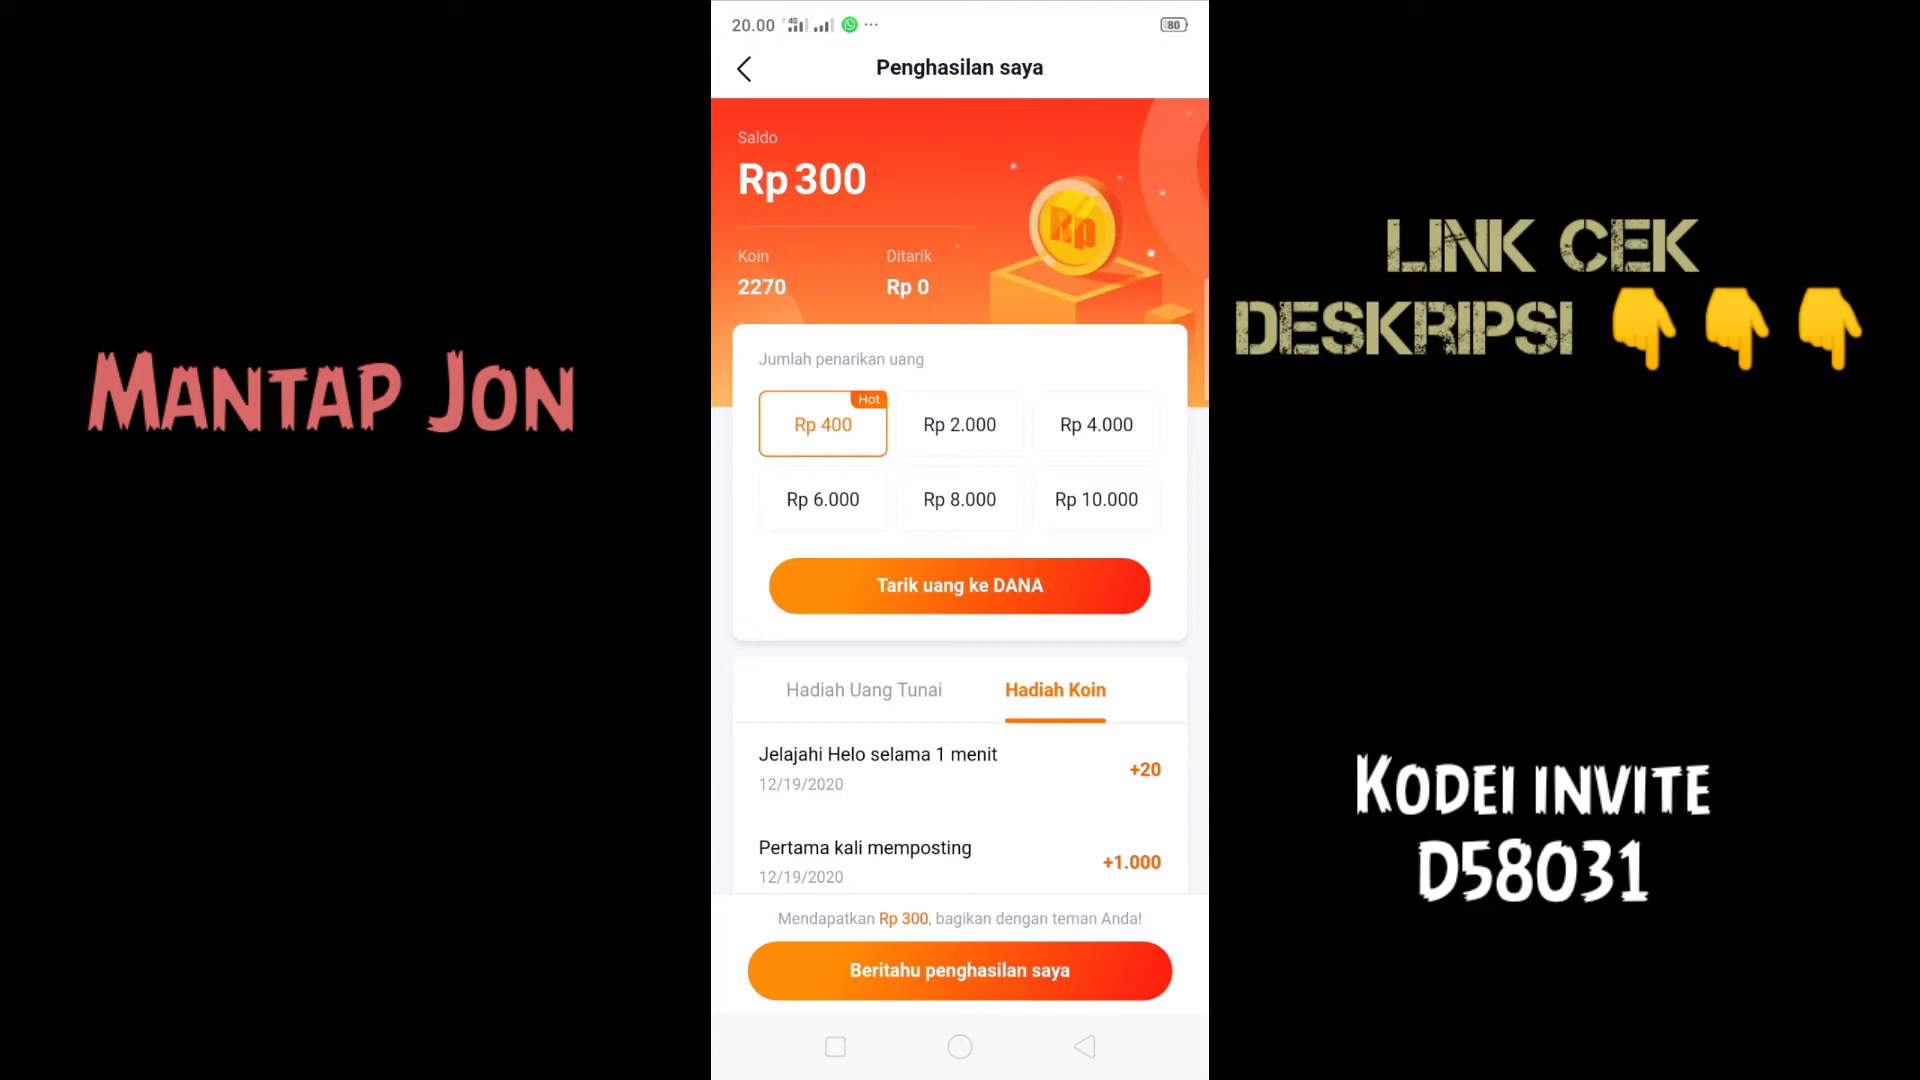 20.00 4G 80
Penghasilan saya
Saldo
Rp 300
Koin Ditarik
2270 Rp 0
Rp
Jumlah penarikan uang
Hot
Rp 400 Rp 2.000 Rp 4.000
Rp 6.000 Rp 8.000 Rp 10.000
Tarik uang ke DANA
Hadiah Uang Tunai Hadiah Koin
Jelajahi Helo selama 1 menit
+20
12/19/2020
Pertama kali memposting
+1.000
12/19/2020
Mendapatkan Rp 300, bagikan dengan teman Anda!
Beritahu penghasilan saya
MANTAP JON
LINK CEK
DESKRIPSI 👇👇👇
KODEI INVITE
D58031